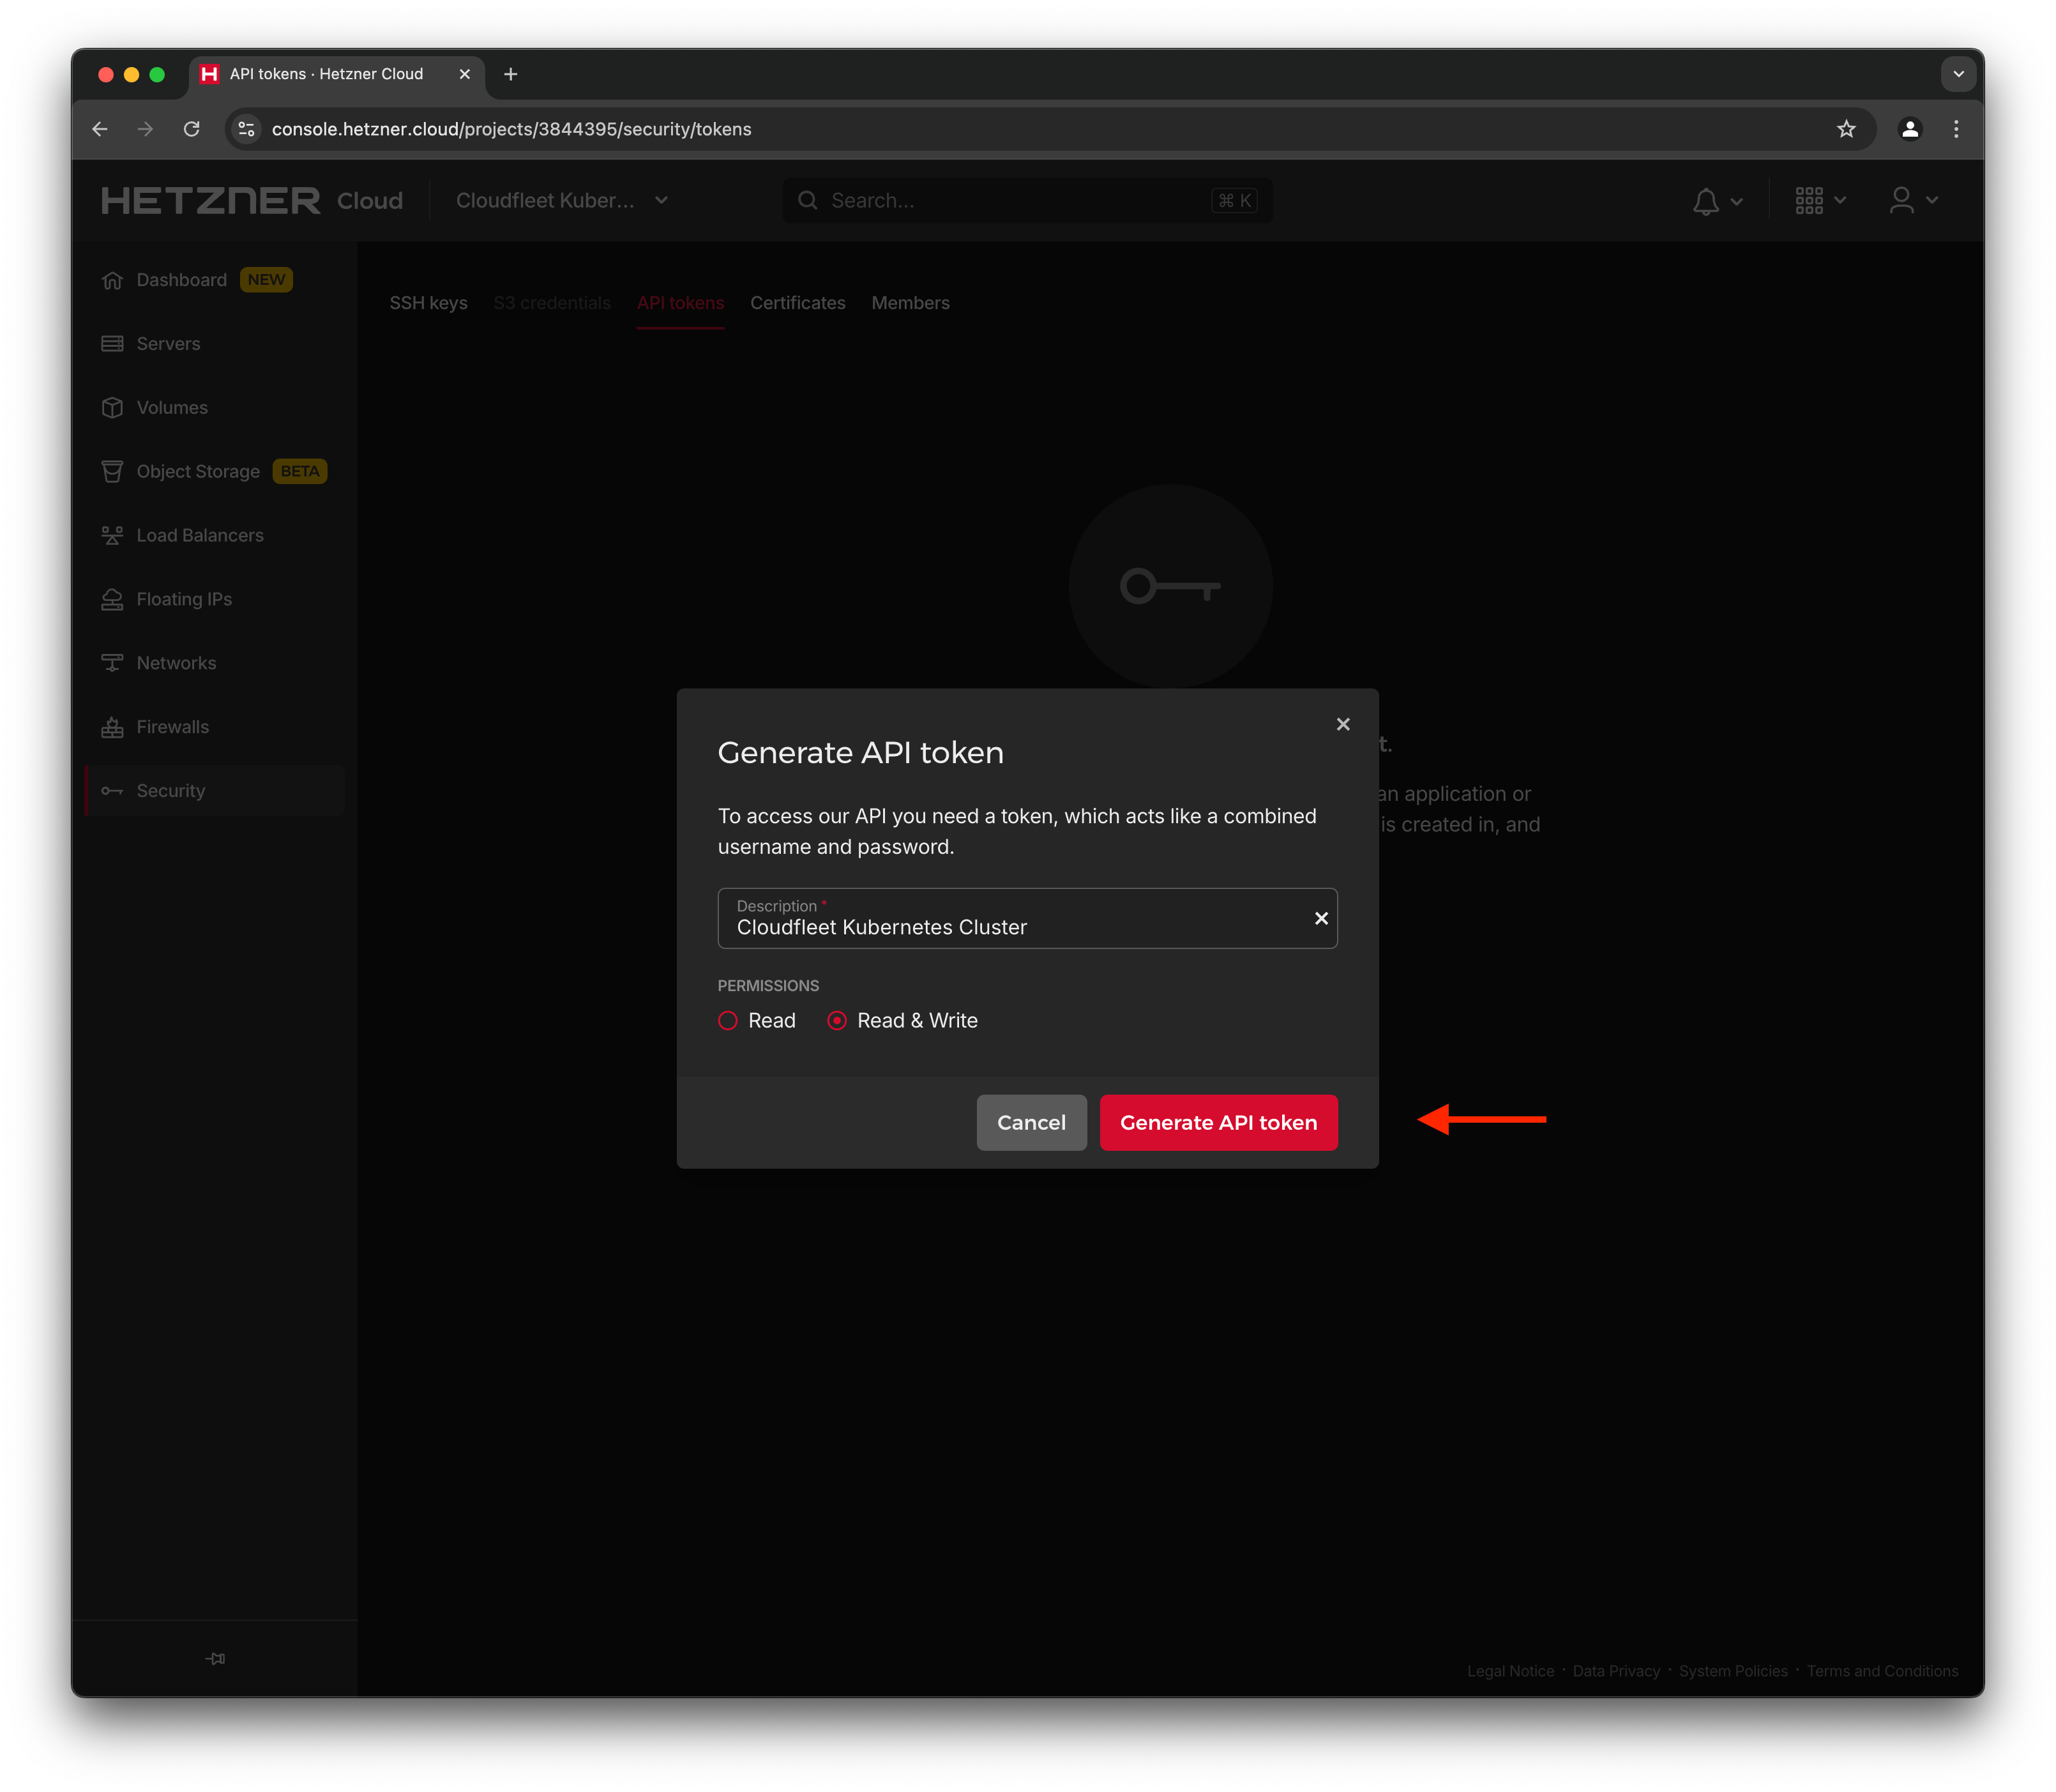 API tokens · Hetzner Cloud
console.hetzner.cloud/projects/3844395/security/tokens
HETZNER Cloud
Cloudfleet Kuber...
Search...
⌘ K
Dashboard NEW
Servers
Volumes
Object Storage BETA
Load Balancers
Floating IPs
Networks
Firewalls
Security
SSH keys S3 credentials API tokens Certificates Members
t.
an application or
is created in, and
Generate API token
To access our API you need a token, which acts like a combined
username and password.
Description *
Cloudfleet Kubernetes Cluster
PERMISSIONS
Read Read & Write
Cancel Generate API token
Legal Notice · Data Privacy · System Policies · Terms and Conditions